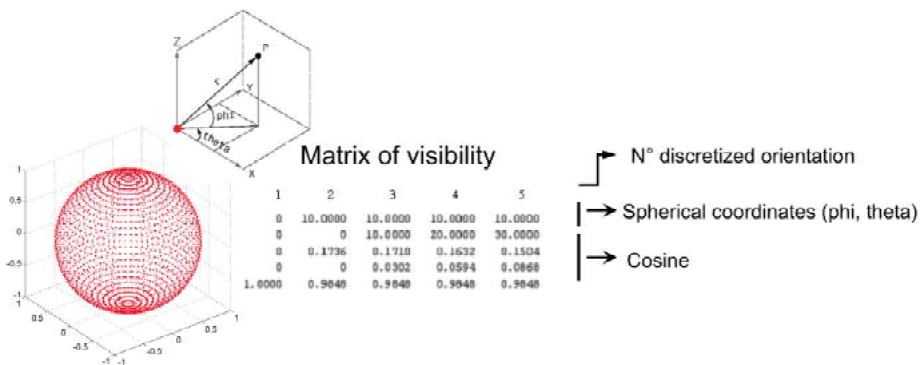 Z
P
r
Y
phi
theta
X
Matrix of visibility
N° discretized orientation
1 2 3 4 5
0 10.0000 10.0000 10.0000 10.0000
Spherical coordinates (phi, theta)
0 0 10.0000 20.0000 30.0000
0 0.1736 0.1710 0.1632 0.1504
Cosine
0 0 0.0302 0.0594 0.0868
1.0000 0.9848 0.9848 0.9848 0.9848
1
0.5
0
-0.5
-1
1
0.5
0
-0.5
-1
-1
-0.5
0
0.5
1